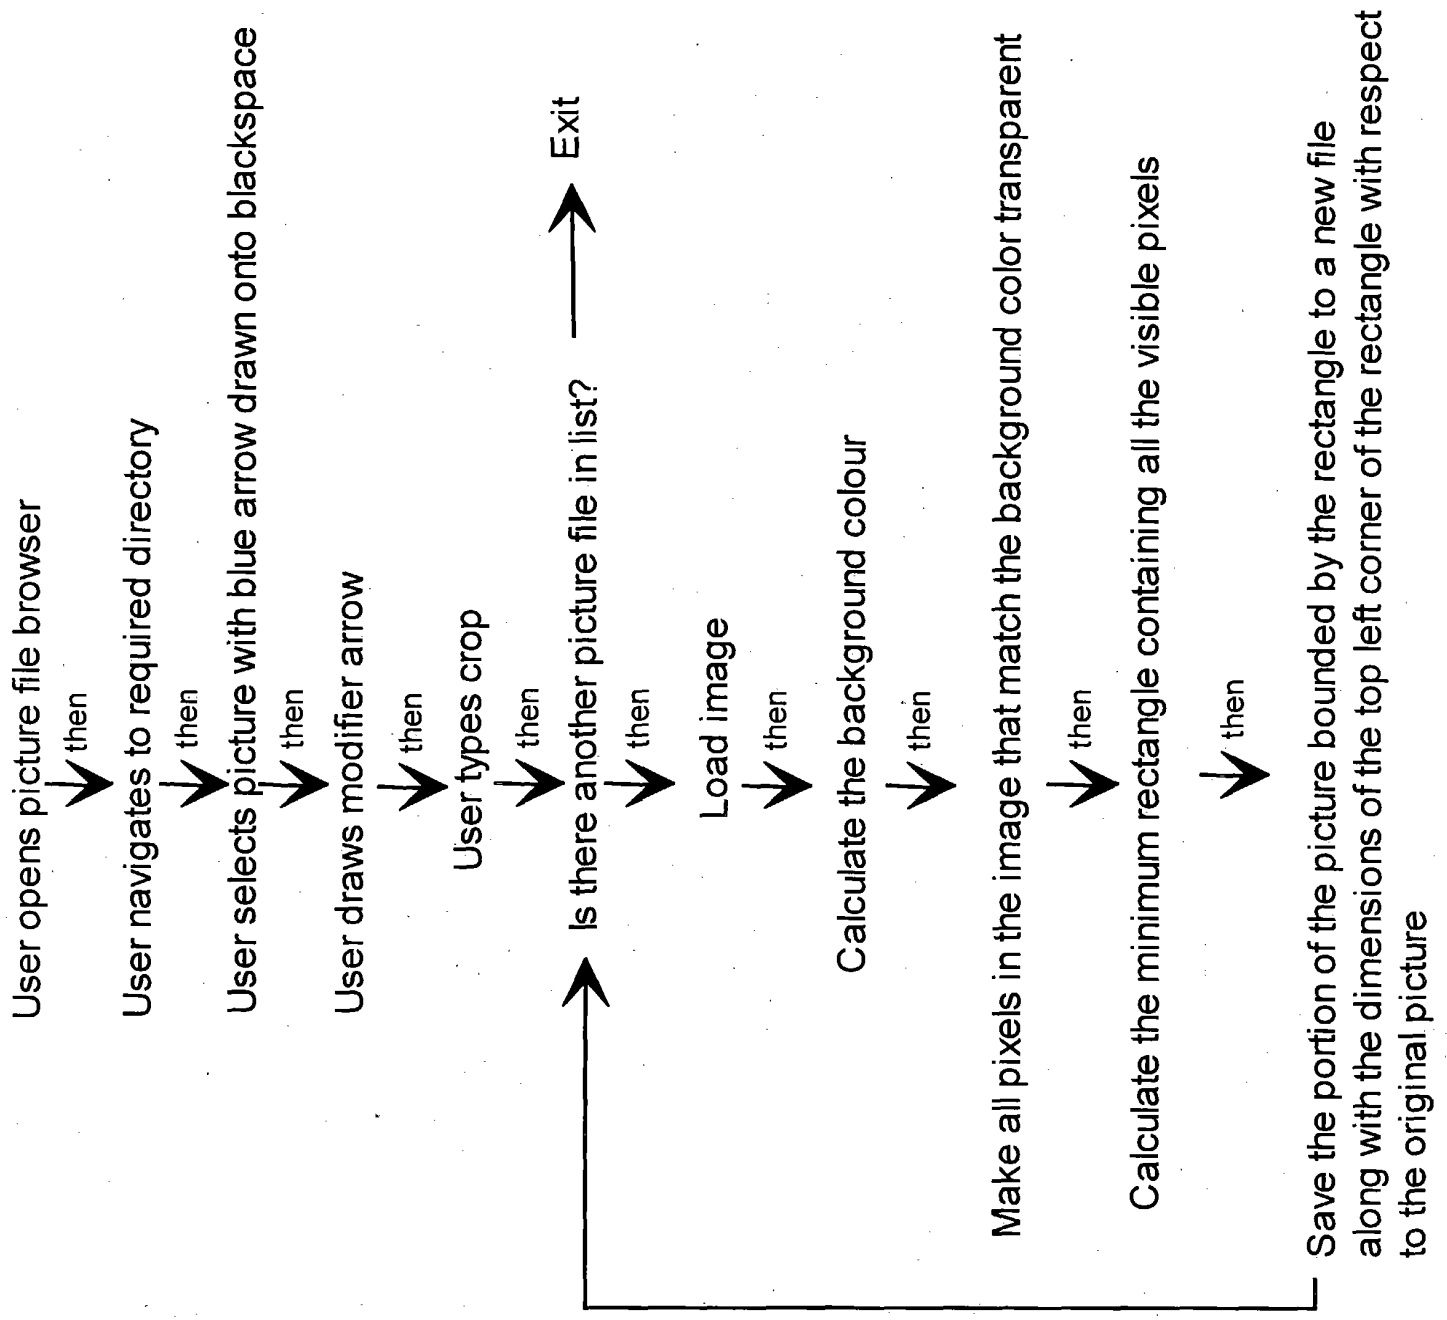 User opens picture file browser
then
User navigates to required directory
then
User selects picture with blue arrow drawn onto blackspace
then
User draws modifier arrow
then
User types crop
then
Is there another picture file in list?
Exit
then
Load image
then
Calculate the background colour
then
Make all pixels in the image that match the background color transparent
then
Calculate the minimum rectangle containing all the visible pixels
then
Save the portion of the picture bounded by the rectangle to a new file
along with the dimensions of the top left corner of the rectangle with respect
to the original picture